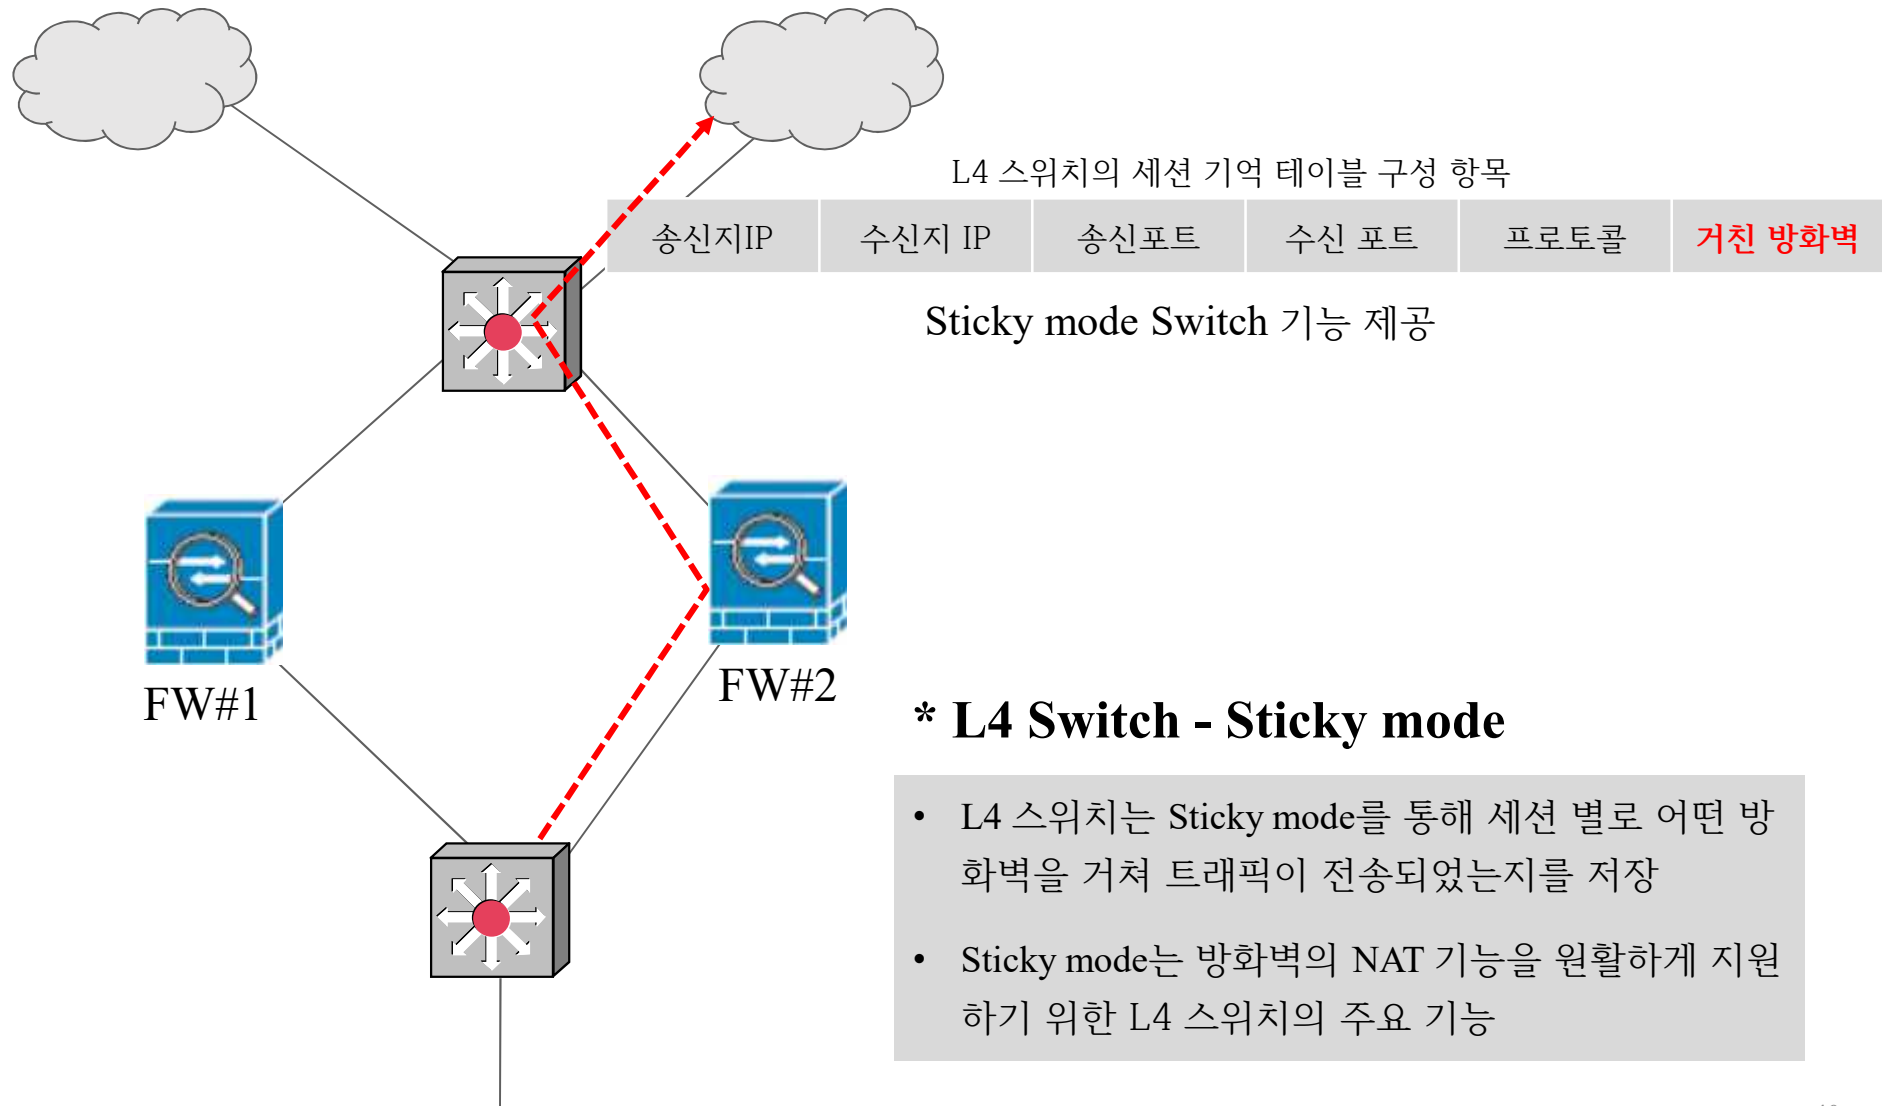 L4 스위치의 세션 기억 테이블 구성 항목
송신지IP 수신지 IP 송신포트 수신 포트 프로토콜 거친 방화벽
Sticky mode Switch 기능 제공
FW#1
FW#2
* L4 Switch - Sticky mode
• L4 스위치는 Sticky mode를 통해 세션 별로 어떤 방
화벽을 거쳐 트래픽이 전송되었는지를 저장
• Sticky mode는 방화벽의 NAT 기능을 원활하게 지원
하기 위한 L4 스위치의 주요 기능